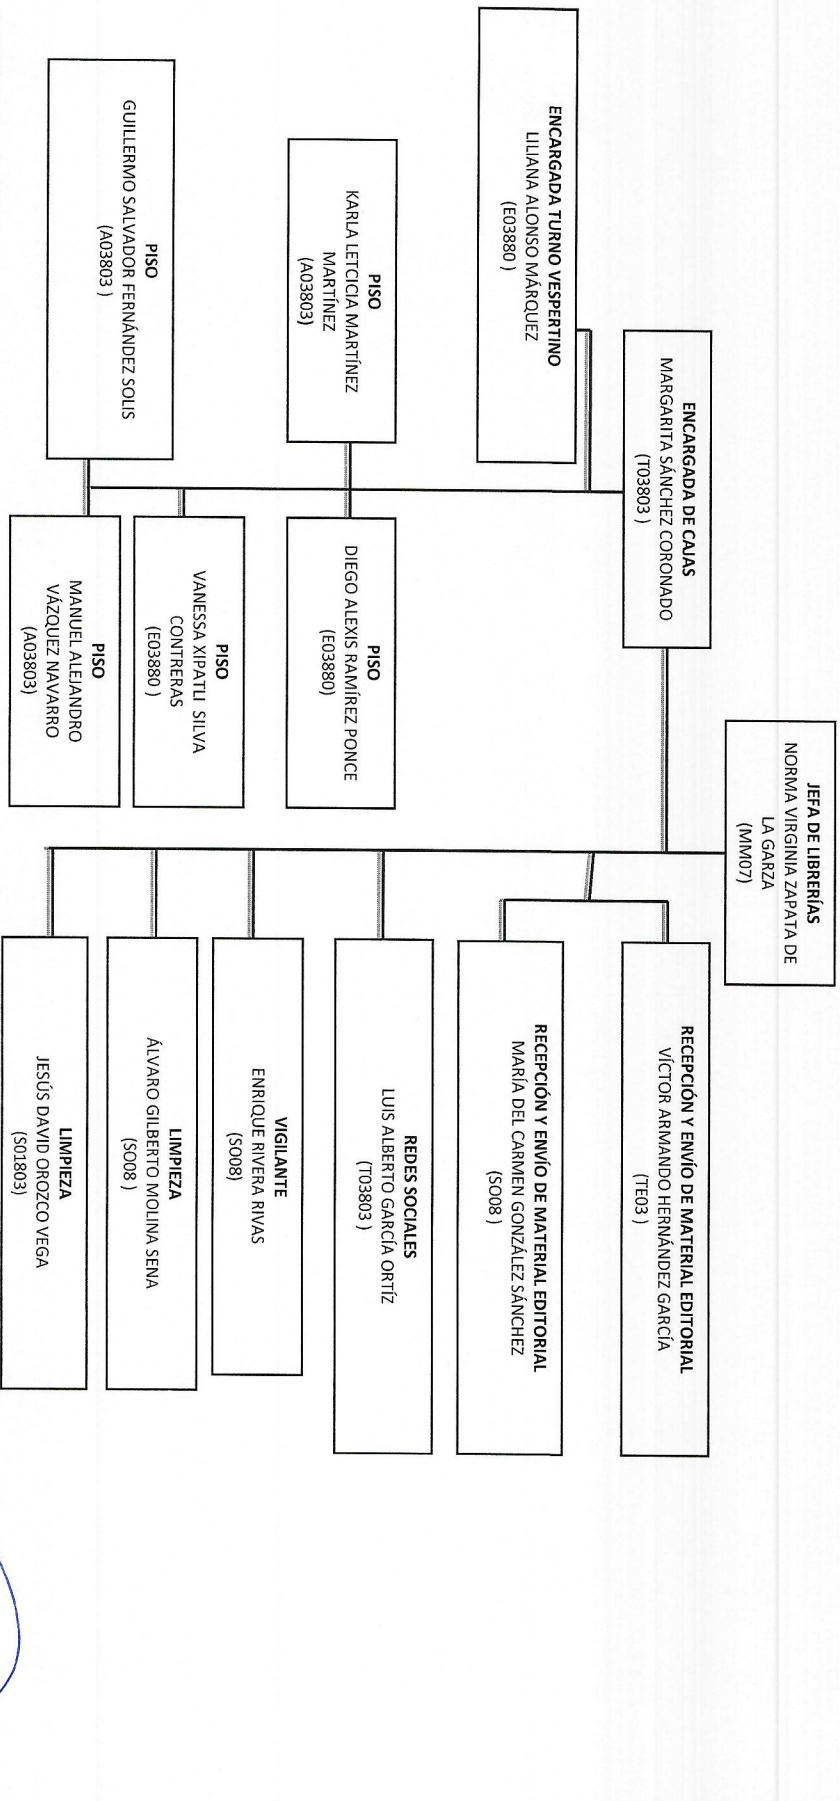 JEFA DE LIBRERÍAS
NORMA VIRGINIA ZAPATA DE
LA GARZA
(MM07)
ENCARGADA DE CAJAS
MARGARITA SÁNCHEZ CORONADO
(T03803 )
RECEPCIÓN Y ENVÍO DE MATERIAL EDITORIAL
VÍCTOR ARMANDO HERNÁNDEZ GARCÍA
(TE03 )
ENCARGADA TURNO VESPERTINO
LILIANA ALONSO MÁRQUEZ
(E03880 )
RECEPCIÓN Y ENVÍO DE MATERIAL EDITORIAL
MARÍA DEL CARMEN GONZÁLEZ SÁNCHEZ
(SO08 )
PISO
KARLA LETCICIA MARTÍNEZ
MARTÍNEZ
(A03803)
PISO
DIEGO ALEXIS RAMÍREZ PONCE
(E03880)
REDES SOCIALES
LUIS ALBERTO GARCÍA ORTÍZ
(T03803 )
PISO
GUILLERMO SALVADOR FERNÁNDEZ SOLIS
(A03803 )
PISO
VANESSA XIPATLI  SILVA
CONTRERAS
(E03880 )
VIGILANTE
ENRIQUE RIVERA RIVAS
(SO08)
LIMPIEZA
ÁLVARO GILBERTO MOLINA SENA
(SO08 )
PISO
MANUEL ALEJANDRO
VÁZQUEZ NAVARRO
(A03803)
LIMPIEZA
JESÚS DAVID OROZCO VEGA
(S01803)